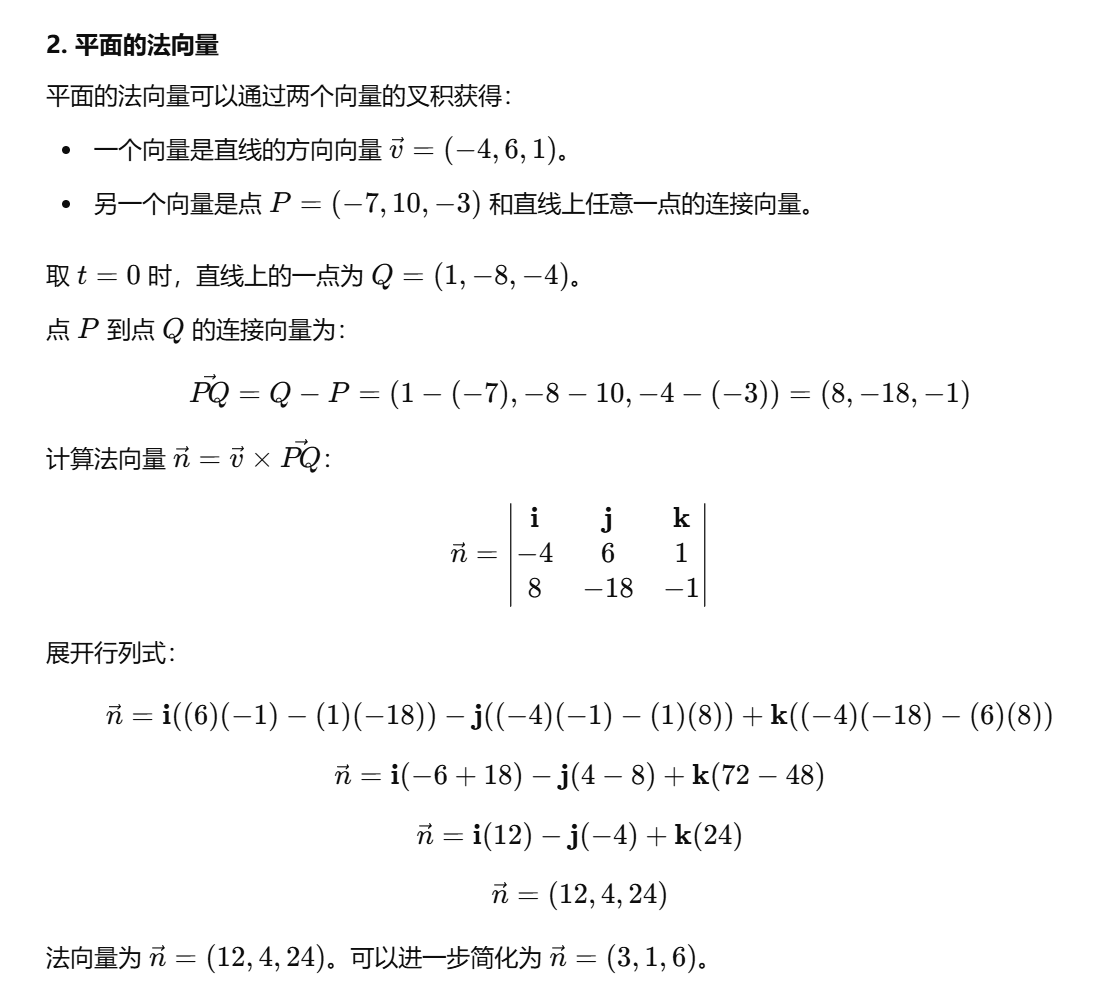 2. 平面的法向量
平面的法向量可以通过两个向量的叉积获得：
• 一个向量是直线的方向向量 $\vec{v} = (-4, 6, 1)$。
• 另一个向量是点 $P = (-7, 10, -3)$ 和直线上任意一点的连接向量。
取 $t = 0$ 时，直线上的一点为 $Q = (1, -8, -4)$。
点 $P$ 到点 $Q$ 的连接向量为：
$\vec{PQ} = Q - P = (1 - (-7), -8 - 10, -4 - (-3)) = (8, -18, -1)$
计算法向量 $\vec{n} = \vec{v} \times \vec{PQ}$：
$\vec{n} = \begin{vmatrix} \mathbf{i} & \mathbf{j} & \mathbf{k} \\ -4 & 6 & 1 \\ 8 & -18 & -1 \end{vmatrix}$
展开行列式：
$\vec{n} = \mathbf{i}((6)(-1) - (1)(-18)) - \mathbf{j}((-4)(-1) - (1)(8)) + \mathbf{k}((-4)(-18) - (6)(8))$
$\vec{n} = \mathbf{i}(-6 + 18) - \mathbf{j}(4 - 8) + \mathbf{k}(72 - 48)$
$\vec{n} = \mathbf{i}(12) - \mathbf{j}(-4) + \mathbf{k}(24)$
$\vec{n} = (12, 4, 24)$
法向量为 $\vec{n} = (12, 4, 24)$。可以进一步简化为 $\vec{n} = (3, 1, 6)$。